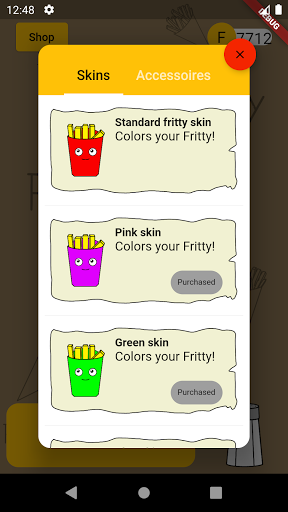 12:48
DEBUG
Shop
F 7712
Skins Accessoires
Standard fritty skin
Colors your Fritty!
Pink skin
Colors your Fritty!
Purchased
Green skin
Colors your Fritty!
Purchased